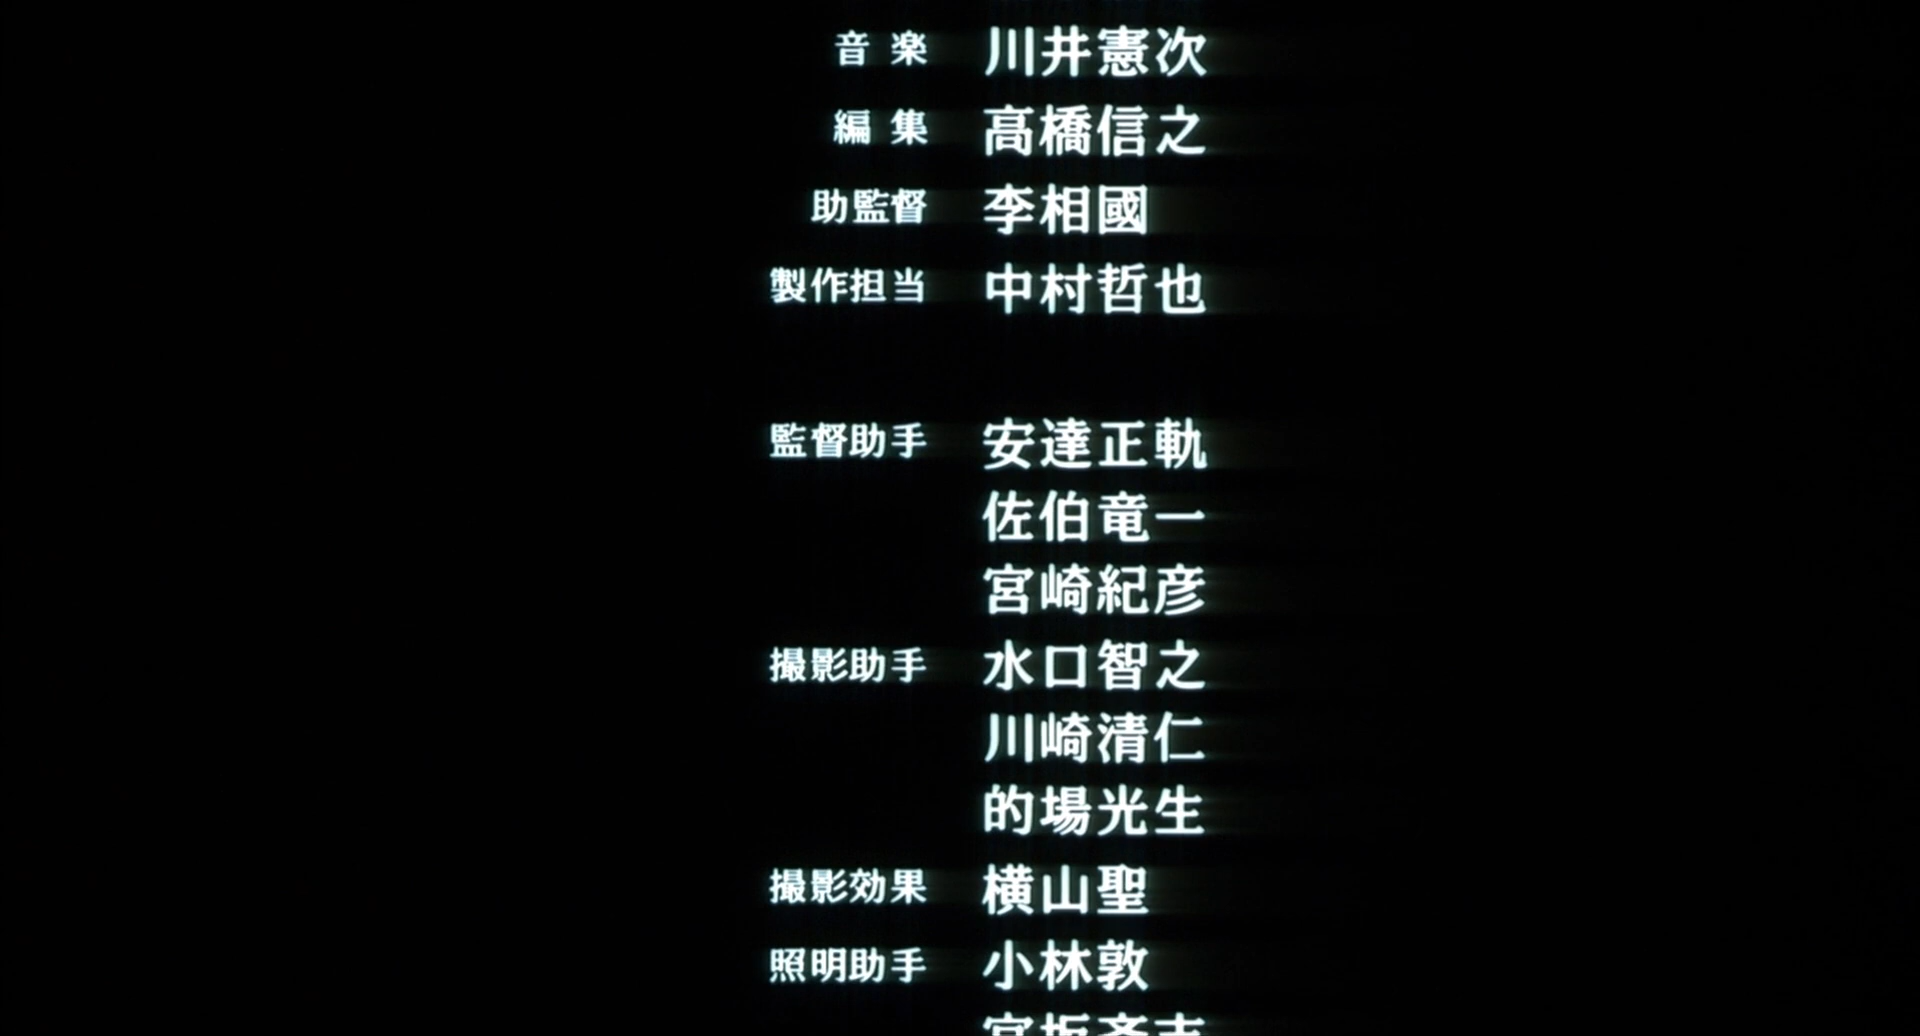 音楽 川井憲次
編集 高橋信之
助監督 李相國
製作担当 中村哲也
監督助手 安達正軌
佐伯竜一
宮崎紀彦
撮影助手 水口智之
川崎清仁
的場光生
撮影効果 横山聖
照明助手 小林敦